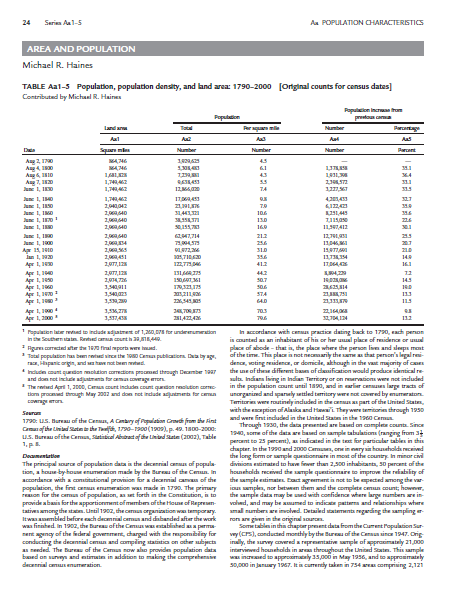 24 Series Aa1–5 Aa POPULATION CHARACTERISTICS
AREA AND POPULATION
Michael R. Haines
TABLE Aa1–5 Population, population density, and land area: 1790–2000 [Original counts for census dates]
Contributed by Michael R. Haines
Population Population increase from
previous census
Land area Total Per square mile Number Percentage
Aa1 Aa2 Aa3 Aa4 Aa5
Date Square miles Number Number Number Percent
Aug 2, 1790 864,746 3,929,625 4.5 — —
Aug 4, 1800 864,746 5,308,483 6.1 1,378,858 35.1
Aug 6, 1810 1,681,828 7,239,881 4.3 1,931,398 36.4
Aug 7, 1820 1,749,462 9,638,453 5.5 2,398,572 33.1
June 1, 1830 1,749,462 12,866,020 7.4 3,227,567 33.5
June 1, 1840 1,749,462 17,069,453 9.8 4,203,433 32.7
June 1, 1850 2,940,042 23,191,876 7.9 6,122,423 35.9
June 1, 1860 2,969,640 31,443,321 10.6 8,251,445 35.6
June 1, 1870 1 2,969,640 38,558,371 13.0 7,115,050 22.6
June 1, 1880 2,969,640 50,155,783 16.9 11,597,412 30.1
June 1, 1890 2,969,640 62,947,714 21.2 12,791,931 25.5
June 1, 1900 2,969,834 75,994,575 25.6 13,046,861 20.7
Apr 15, 1910 2,969,565 91,972,266 31.0 15,977,691 21.0
Jan 1, 1920 2,969,451 105,710,620 35.6 13,738,354 14.9
Apr 1, 1930 2,977,128 122,775,046 41.2 17,064,426 16.1
Apr 1, 1940 2,977,128 131,669,275 44.2 8,894,229 7.2
Apr 1, 1950 2,974,726 150,697,361 50.7 19,028,086 14.5
Apr 1, 1960 3,540,911 179,323,175 50.6 28,625,814 19.0
Apr 1, 1970 2 3,540,023 203,211,926 57.4 23,888,751 13.3
Apr 1, 1980 3 3,539,289 226,545,805 64.0 23,333,879 11.5
Apr 1, 1990 4 3,536,278 248,709,873 70.3 22,164,068 9.8
Apr 1, 2000 5 3,537,438 281,422,426 79.6 32,704,124 13.2
1 Population later revised to include adjustment of 1,260,078 for underenumeration
in the Southern states. Revised census count is 39,818,449.
2 Figures corrected after the 1970 final reports were issued.
3 Total population has been revised since the 1980 Census publications. Data by age,
race, Hispanic origin, and sex have not been revised.
4 Includes count question resolution corrections processed through December 1997
and does not include adjustments for census coverage errors.
5 The revised April 1, 2000, Census count includes count question resolution correc-
tions processed through May 2002 and does not include adjustments for census
coverage errors.
Sources
1790: U.S. Bureau of the Census, A Century of Population Growth from the First
Census of the United States to the Twelfth, 1790–1900 (1909), p. 49. 1800–2000:
U.S. Bureau of the Census, Statistical Abstract of the United States (2002), Table
1, p. 8.
Documentation
The principal source of population data is the decennial census of popula-
tion, a house-by-house enumeration made by the Bureau of the Census. In
accordance with a constitutional provision for a decennial canvass of the
population, the first census enumeration was made in 1790. The primary
reason for the census of population, as set forth in the Constitution, is to
provide a basis for the apportionment of members of the House of Represen-
tatives among the states. Until 1902, the census organization was temporary.
It was assembled before each decennial census and disbanded after the work
was finished. In 1902, the Bureau of the Census was established as a perma-
nent agency of the federal government, charged with the responsibility for
conducting the decennial census and compiling statistics on other subjects
as needed. The Bureau of the Census now also provides population data
based on surveys and estimates in addition to making the comprehensive
decennial census enumeration.
In accordance with census practice dating back to 1790, each person
is counted as an inhabitant of his or her usual place of residence or usual
place of abode – that is, the place where the person lives and sleeps most
of the time. This place is not necessarily the same as that person's legal resi-
dence, voting residence, or domicile, although in the vast majority of cases
the use of these different bases of classification would produce identical re-
sults. Indians living in Indian Territory or on reservations were not included
in the population count until 1890, and in earlier censuses large tracts of
unorganized and sparsely settled territory were not covered by enumerators.
Territories were routinely included in the census as part of the United States,
with the exception of Alaska and Hawai'i. They were territories through 1930
and were first included in the United States in the 1960 Census.
Through 1930, the data presented are based on complete counts. Since
1940, some of the data are based on sample tabulations (ranging from 3⅓
percent to 25 percent), as indicated in the text for particular tables in this
chapter. In the 1990 and 2000 Censuses, one in every six households received
the long form or sample questionnaire in most of the country. In minor civil
divisions estimated to have fewer than 2,500 inhabitants, 50 percent of the
households received the sample questionnaire to improve the reliability of
the sample estimates. Exact agreement is not to be expected among the var-
ious samples, nor between them and the complete census count; however,
the sample data may be used with confidence where large numbers are in-
volved, and may be assumed to indicate patterns and relationships where
small numbers are involved. Detailed statements regarding the sampling er-
rors are given in the original sources.
Some tables in this chapter present data from the Current Population Sur-
vey (CPS), conducted monthly by the Bureau of the Census since 1947. Orig-
inally, the survey covered a representative sample of approximately 21,000
interviewed households in areas throughout the United States. This sample
was increased to approximately 35,000 in May 1956, and to approximately
50,000 in January 1967. It is currently taken in 754 areas comprising 2,121